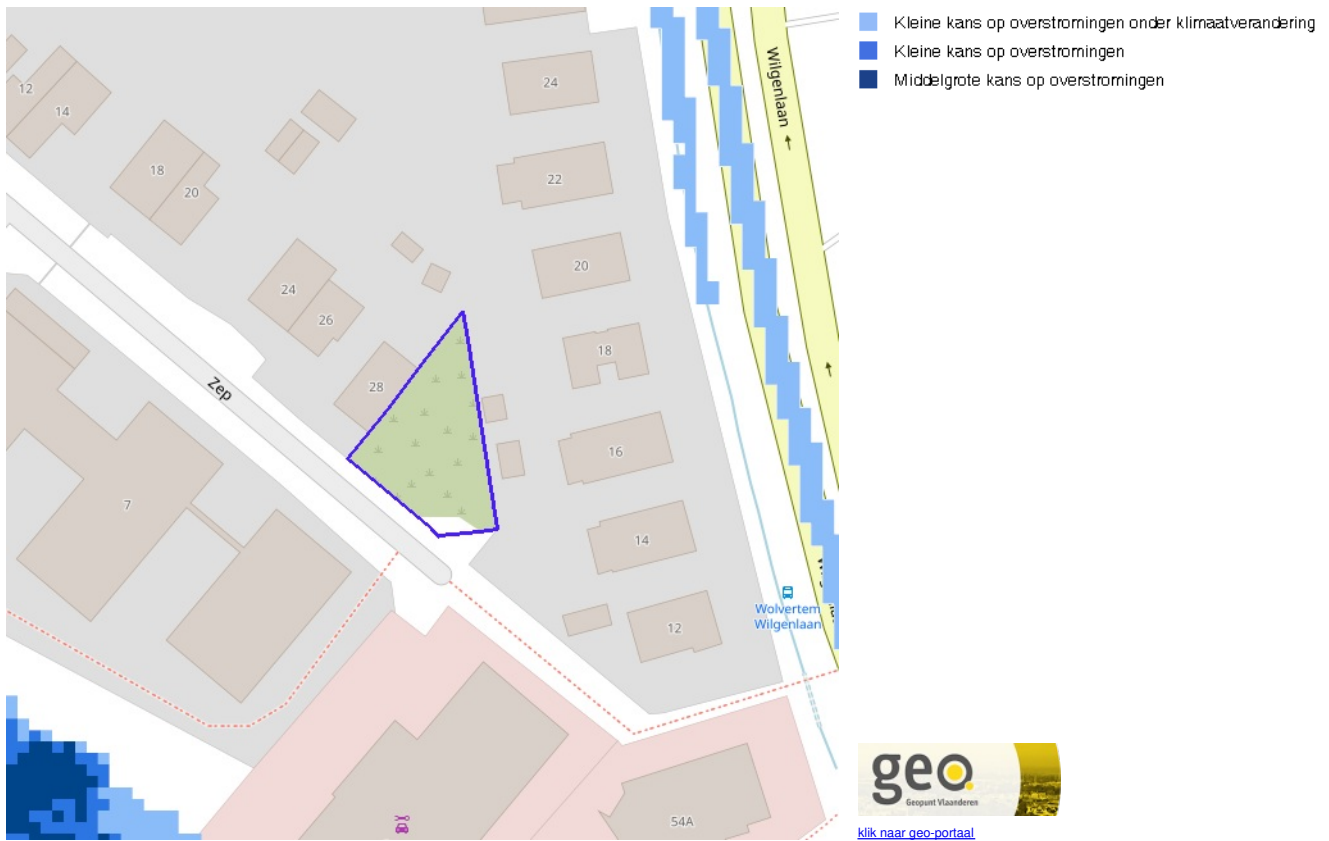 Kleine kans op overstromingen onder klimaatverandering
Kleine kans op overstromingen
Middelgrote kans op overstromingen
Wilgenlaan
24
12
14
22
18
20
20
24
26
18
28
Zep
16
7
14
Wolvertem
Wilgenlaan
12
54A
geo.
Geopunt Vlaanderen
klik naar geo-portaal